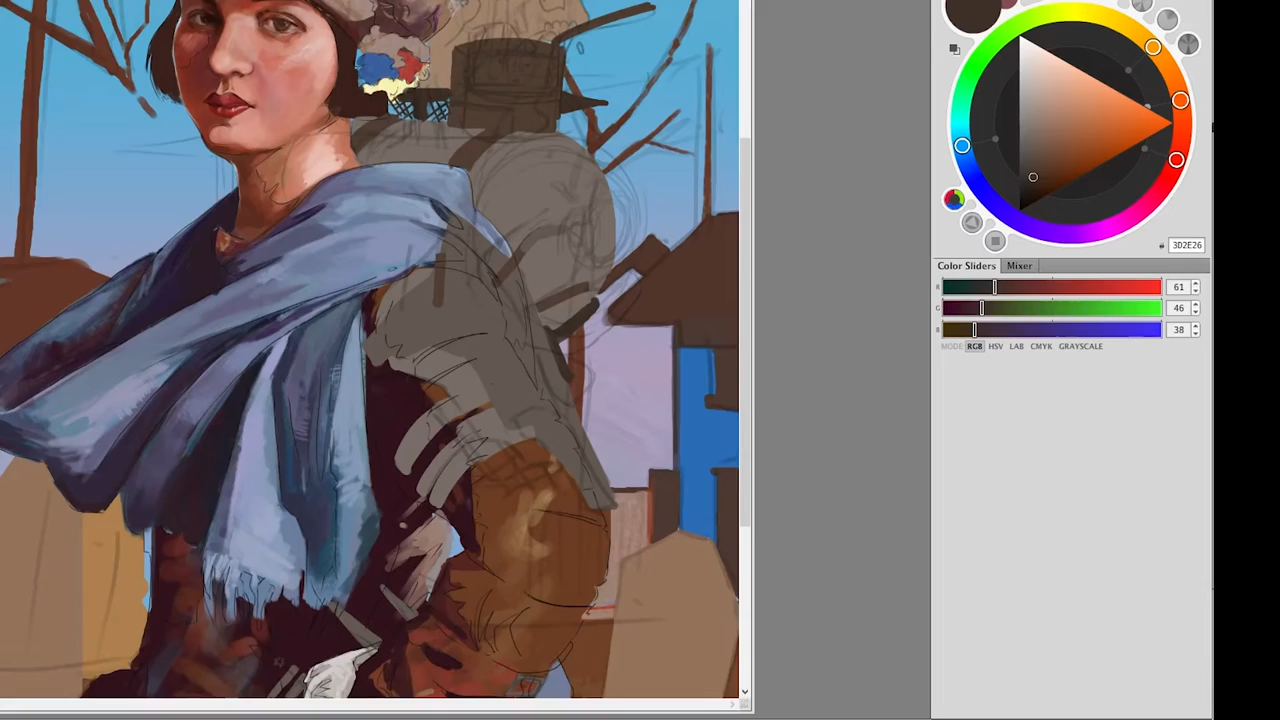 # 3D2E26
Color Sliders Mixer
R 61
G 46
B 38
MODE RGB HSV LAB CMYK GRAYSCALE